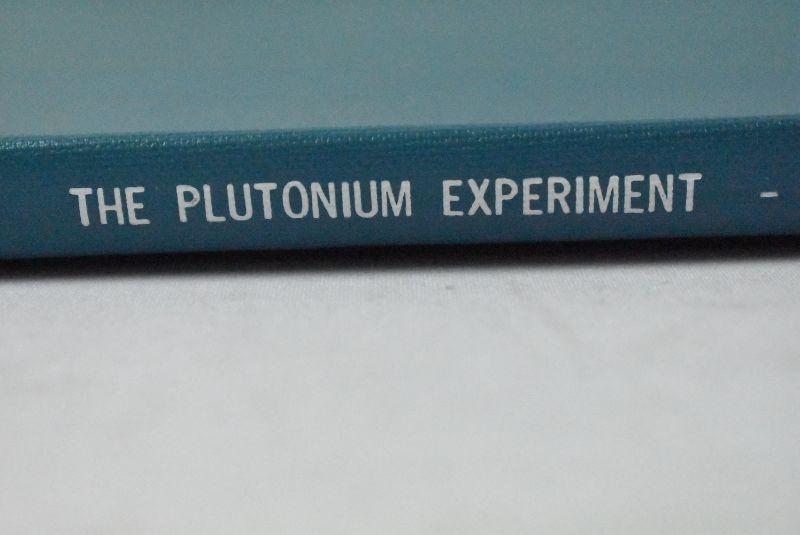 THE PLUTONIUM EXPERIMENT -